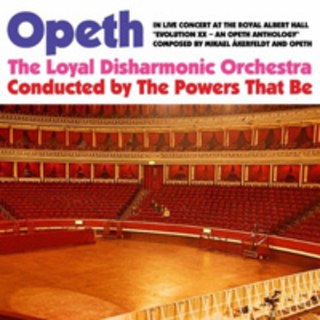 Opeth
IN LIVE CONCERT AT THE ROYAL ALBERT HALL
"EVOLUTION XX – AN OPETH ANTHOLOGY"
COMPOSED BY MIKAEL ÅKERFELDT AND OPETH
The Loyal Disharmonic Orchestra
Conducted by The Powers That Be